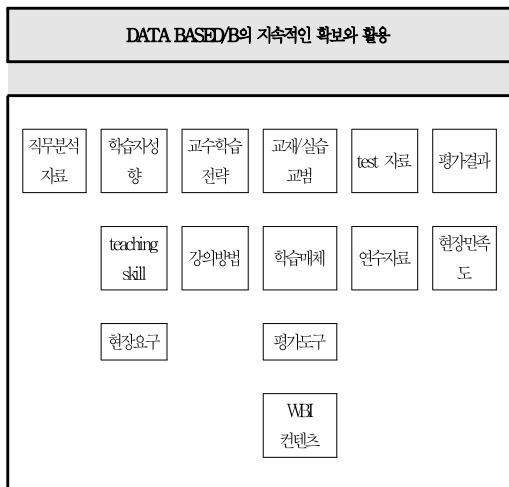 DATA BASED/B의 지속적인 확보와 활용
직무분석
자료
학습자성
향
교수학습
전략
교재/실습
교범
test 자료
평가결과
teaching
skill
강의방법
학습매체
연수자료
현장만족
도
현장요구
평가도구
WBI
컨텐츠